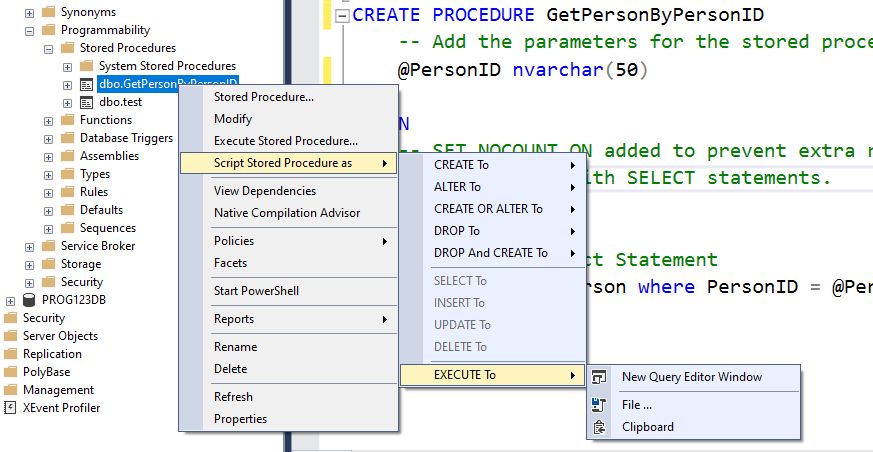 Synonyms
Programmability
Stored Procedures
System Stored Procedures
dbo.GetPersonByPersonID
dbo.test
Functions
Database Triggers
Assemblies
Types
Rules
Defaults
Sequences
Service Broker
Storage
Security
PROG123DB
Security
Server Objects
Replication
PolyBase
Management
XEvent Profiler
Stored Procedure...
Modify
Execute Stored Procedure...
Script Stored Procedure as
View Dependencies
Native Compilation Advisor
Policies
Facets
Start PowerShell
Reports
Rename
Delete
Refresh
Properties
CREATE To
ALTER To
CREATE OR ALTER To
DROP To
DROP And CREATE To
SELECT To
INSERT To
UPDATE To
DELETE To
EXECUTE To
New Query Editor Window
File ...
Clipboard
CREATE PROCEDURE GetPersonByPersonID
-- Add the parameters for the stored
@PersonID nvarchar(50)
-- SET NOCOUNT ON added to prevent extra
SELECT statements.
Statement
where PersonID =